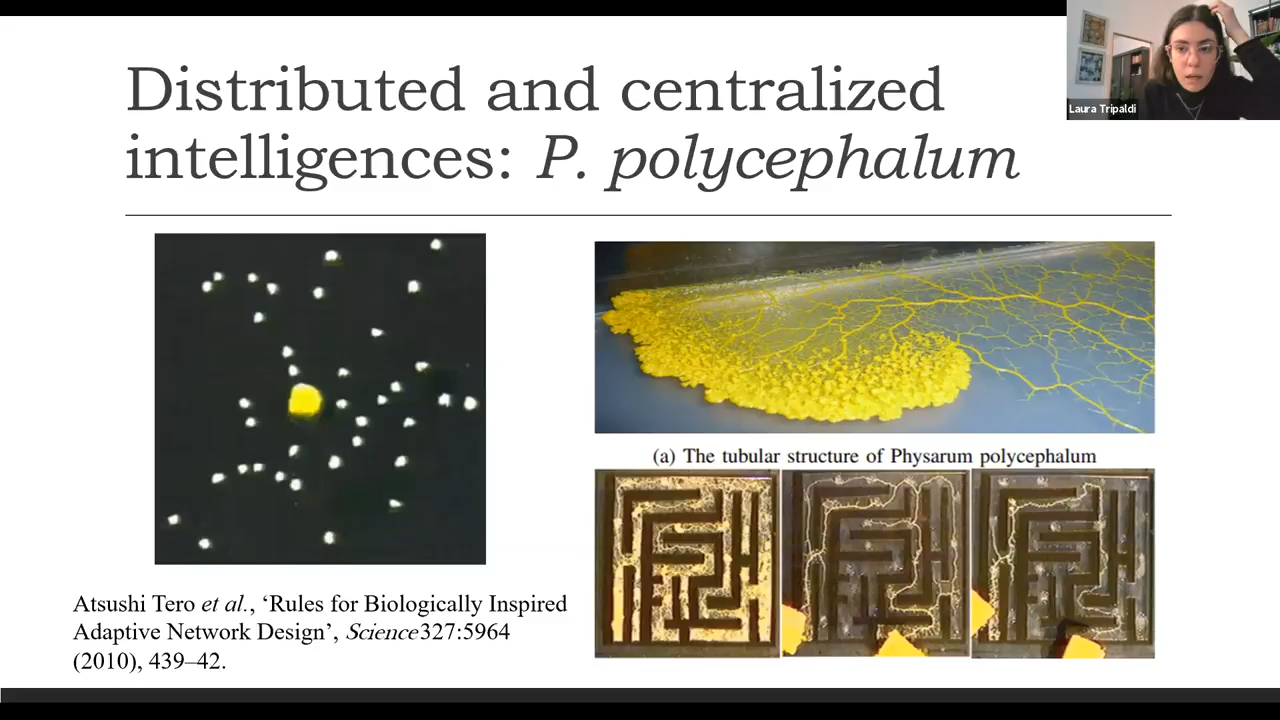 Distributed and centralized
intelligences: P. polycephalum
Laura Tripaldi
(a) The tubular structure of Physarum polycephalum
Atsushi Tero et al., ‘Rules for Biologically Inspired
Adaptive Network Design’, Science 327:5964
(2010), 439–42.